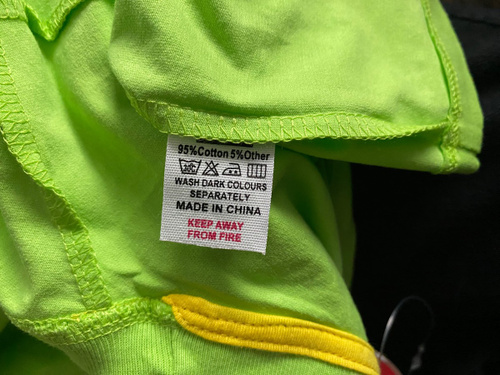 95%Cotton 5%Other
WASH DARK COLOURS
SEPARATELY
MADE IN CHINA
KEEP AWAY
FROM FIRE